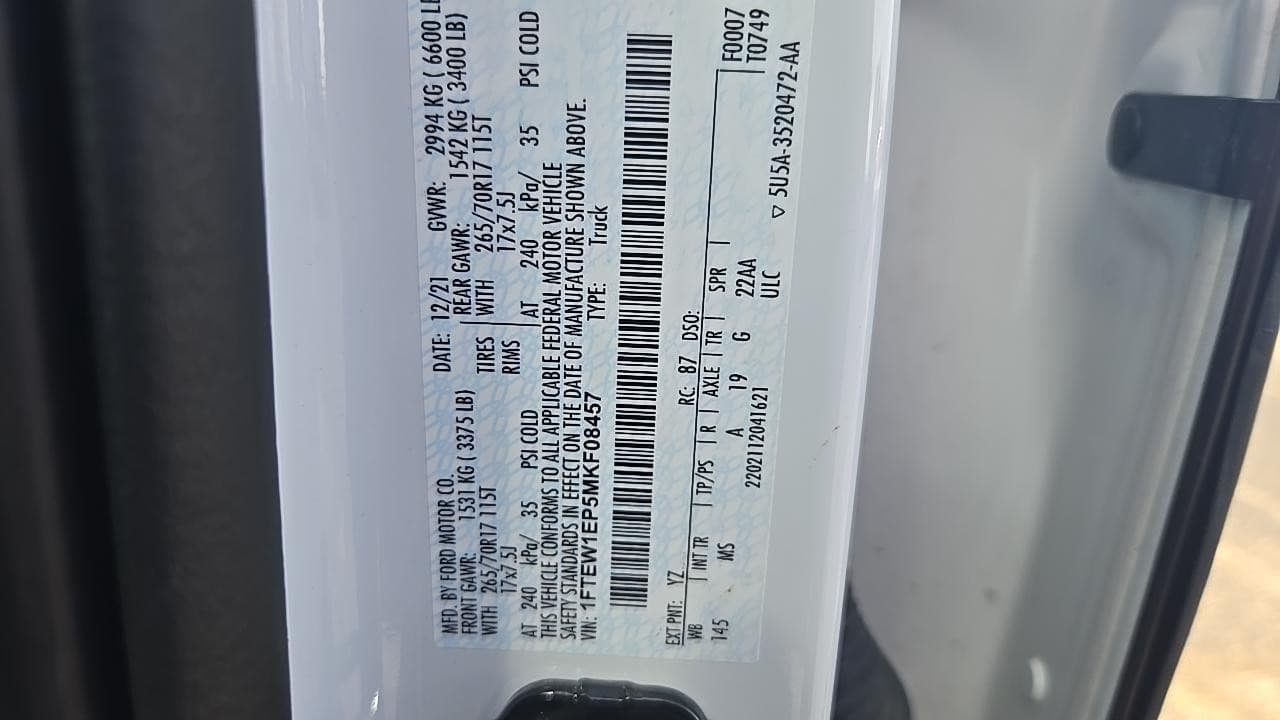 MFD. BY FORD MOTOR CO. DATE: 12/21 GVWR: 2994 KG ( 6600 LB
FRONT GAWR: 1531 KG ( 3375 LB) REAR GAWR: 1542 KG ( 3400 LB)
WITH 265/70R17 115T TIRES WITH 265/70R17 115T
17x7.5J RIMS 17x7.5J
AT 240 kPa/ 35 PSI COLD AT 240 kPa/ 35 PSI COLD
THIS VEHICLE CONFORMS TO ALL APPLICABLE FEDERAL MOTOR VEHICLE
SAFETY STANDARDS IN EFFECT ON THE DATE OF MANUFACTURE SHOWN ABOVE.
VIN: 1FTEW1EP5MKF08457 TYPE: Truck
EXT PNT: YZ RC: 87 DSO:
WB INT TR TP/PS R AXLE TR SPR F0007
145 MS A 19 G 22AA T0749
2202112041621 ULC
▽ 5U5A-3520472-AA